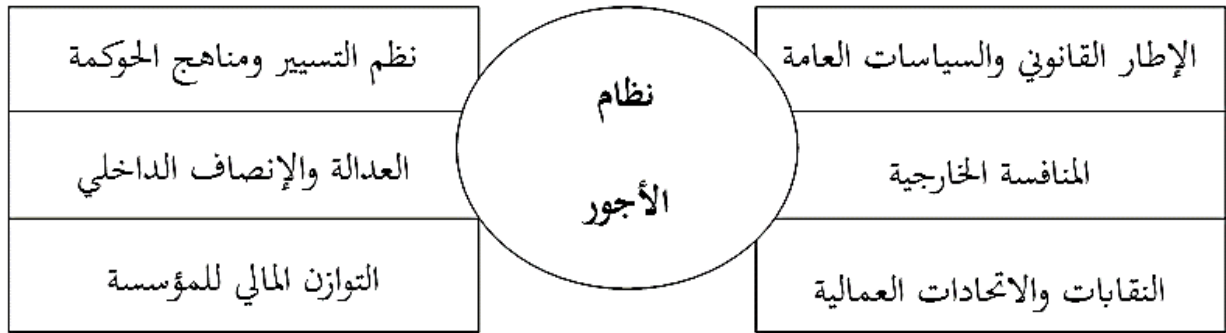 الإطار القانوني والسياسات العامة
المنافسة الخارجية
النقابات والاتحادات العمالية
نظام
الأجور
نظم التسيير ومناهج الحوكمة
العدالة والإنصاف الداخلي
التوازن المالي للمؤسسة